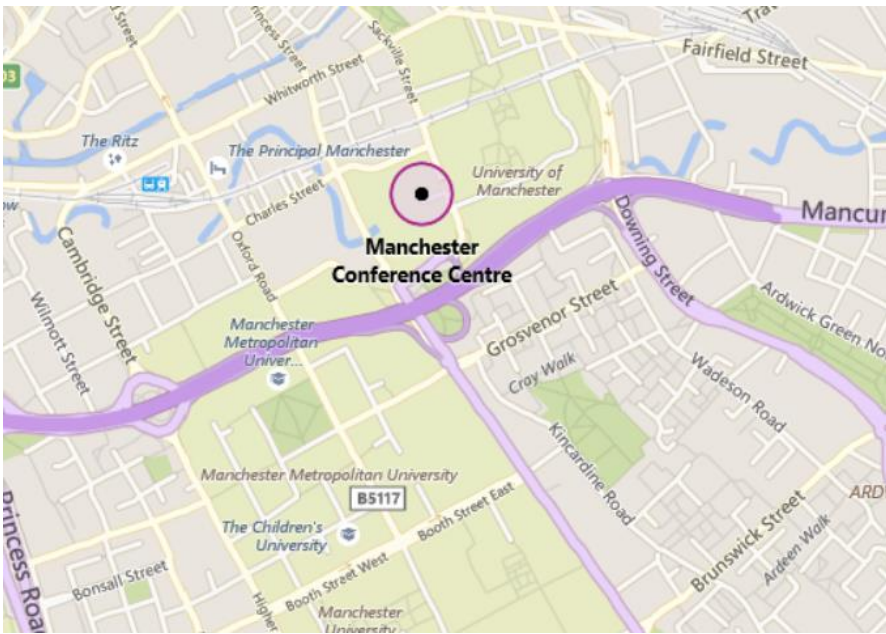 Princess Street
Sackville Street
Fairfield Street
Whitworth Street
The Ritz
The Principal Manchester
University of
Manchester
Charles Street
Manchester
Conference Centre
Mancun
Cambridge Street
Oxford Road
Downing Street
Wilmott Street
Ardwick Green No
Manchester
Metropolitan
Univer...
Grosvenor Street
Cray Walk
Wadeson Road
Kincardine Road
Manchester Metropolitan University
B5117
ARD
Princess Roa
The Children's
University
Booth Street East
Brunswick Street
Ardeen Walk
Bonsall Street
Booth Street West
Higher
Manchester
University